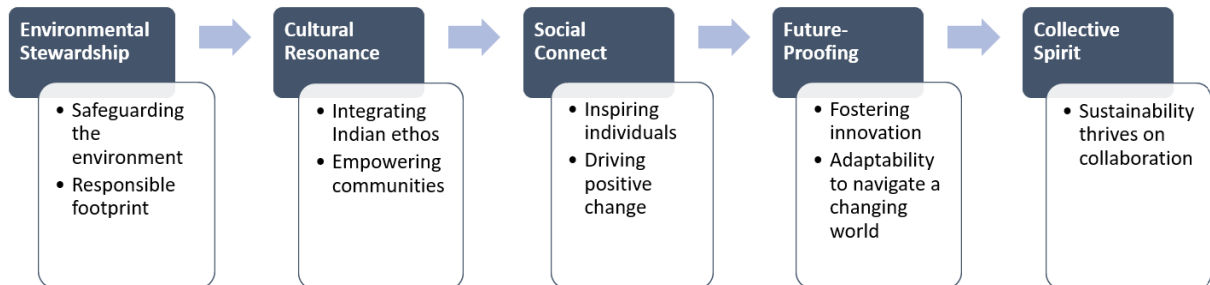 Environmental
Stewardship
• Safeguarding
the
environment
• Responsible
footprint
Cultural
Resonance
• Integrating
Indian ethos
• Empowering
communities
Social
Connect
• Inspiring
individuals
• Driving
positive
change
Future-
Proofing
• Fostering
innovation
• Adaptability
to navigate a
changing
world
Collective
Spirit
• Sustainability
thrives on
collaboration